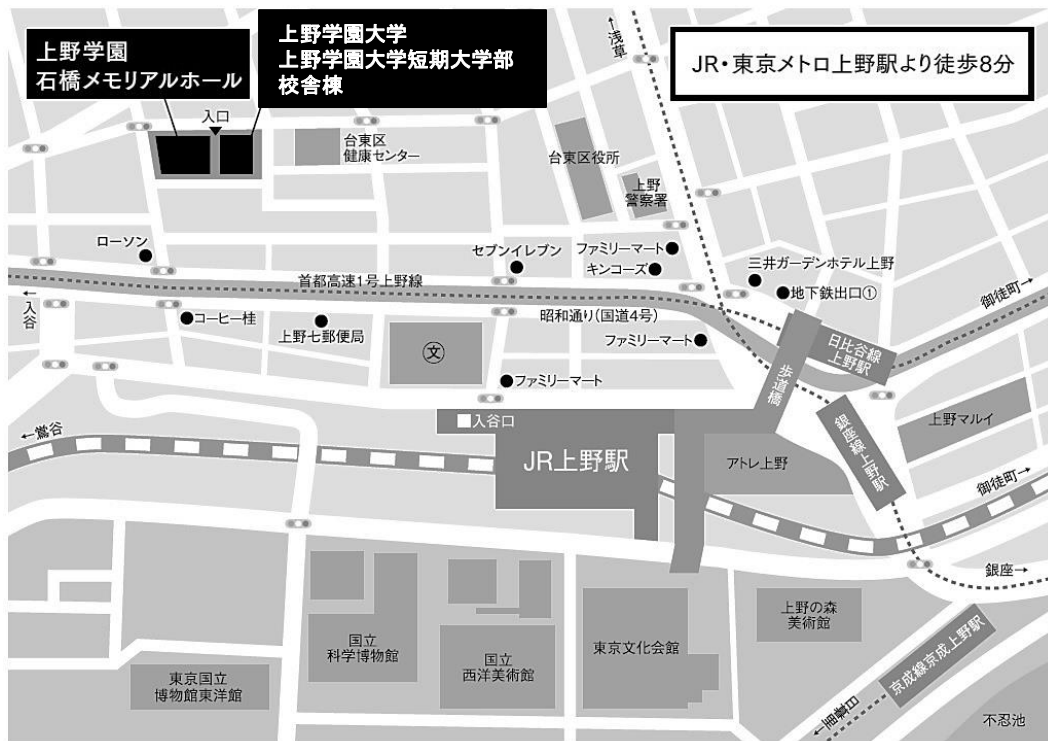 上野学園
石橋メモリアルホール
上野学園大学
上野学園大学短期大学部
校舎棟
↑浅草
JR・東京メトロ上野駅より徒歩8分
入口
台東区
健康センター
台東区役所
上野
警察署
ローソン
セブンイレブン
ファミリーマート
キンコーズ
三井ガーデンホテル上野
地下鉄出口①
首都高速1号上野線
御徒町→
←入谷
コーヒー桂
上野七郵便局
昭和通り(国道4号)
文
ファミリーマート
日比谷線
上野駅
歩道橋
ファミリーマート
入谷口
←鶯谷
JR上野駅
アトレ上野
銀座線上野駅
上野マルイ
御徒町→
銀座→
国立
科学博物館
国立
西洋美術館
東京文化会館
上野の森
美術館
東京国立
博物館東洋館
京成線京成上野駅
←日暮里
不忍池